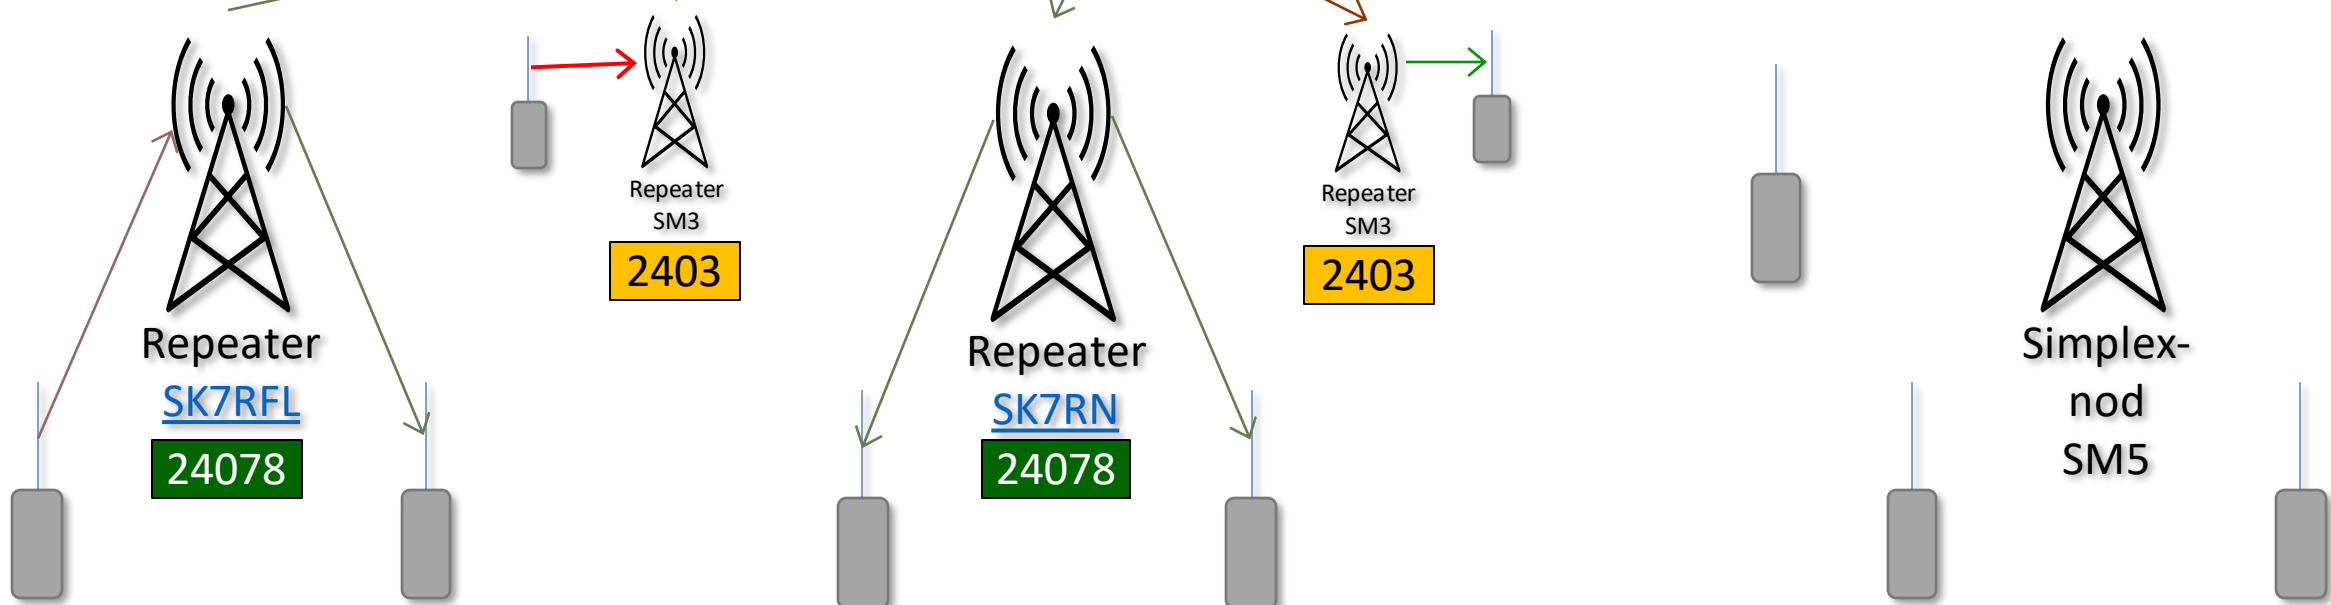 Repeater
SK7RFL
24078
Repeater
SM3
2403
Repeater
SK7RN
24078
Repeater
SM3
2403
Simplex-
nod
SM5